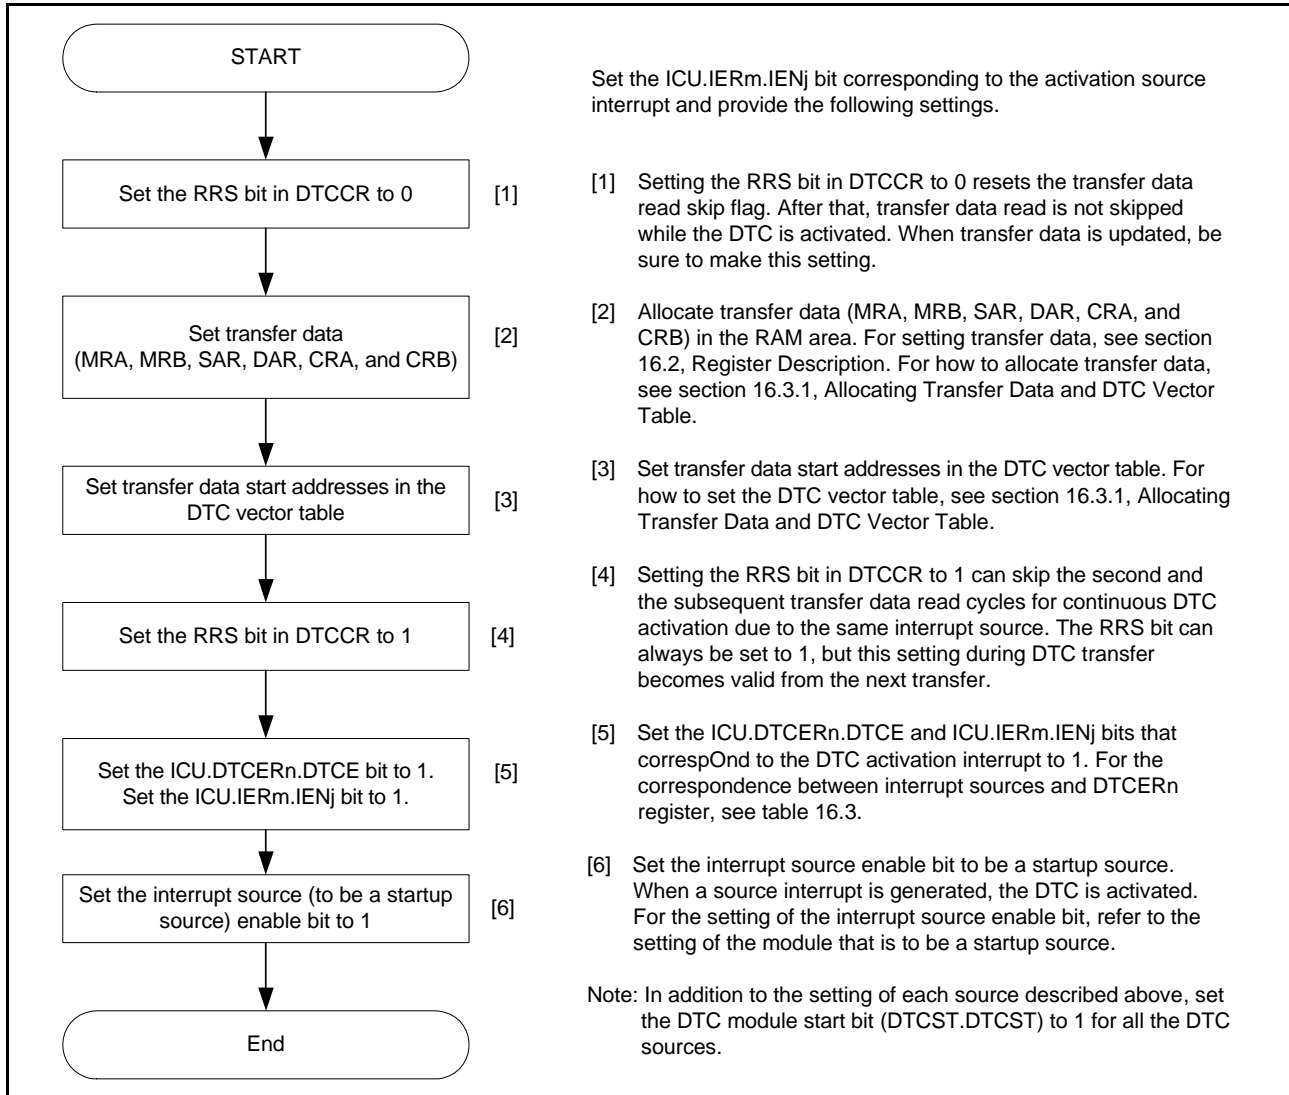 START
Set the ICU.IERm.IENj bit corresponding to the activation source
interrupt and provide the following settings.
Set the RRS bit in DTCCR to 0
[1]
[1] Setting the RRS bit in DTCCR to 0 resets the transfer data
read skip flag. After that, transfer data read is not skipped
while the DTC is activated. When transfer data is updated, be
sure to make this setting.
Set transfer data
(MRA, MRB, SAR, DAR, CRA, and CRB)
[2]
[2] Allocate transfer data (MRA, MRB, SAR, DAR, CRA, and
CRB) in the RAM area. For setting transfer data, see section
16.2, Register Description. For how to allocate transfer data,
see section 16.3.1, Allocating Transfer Data and DTC Vector
Table.
Set transfer data start addresses in the
DTC vector table
[3]
[3] Set transfer data start addresses in the DTC vector table. For
how to set the DTC vector table, see section 16.3.1, Allocating
Transfer Data and DTC Vector Table.
Set the RRS bit in DTCCR to 1
[4]
[4] Setting the RRS bit in DTCCR to 1 can skip the second and
the subsequent transfer data read cycles for continuous DTC
activation due to the same interrupt source. The RRS bit can
always be set to 1, but this setting during DTC transfer
becomes valid from the next transfer.
Set the ICU.DTCERn.DTCE bit to 1.
Set the ICU.IERm.IENj bit to 1.
[5]
[5] Set the ICU.DTCERn.DTCE and ICU.IERm.IENj bits that
correspOnd to the DTC activation interrupt to 1. For the
correspondence between interrupt sources and DTCERn
register, see table 16.3.
Set the interrupt source (to be a startup
source) enable bit to 1
[6]
[6] Set the interrupt source enable bit to be a startup source.
When a source interrupt is generated, the DTC is activated.
For the setting of the interrupt source enable bit, refer to the
setting of the module that is to be a startup source.
End
Note: In addition to the setting of each source described above, set
the DTC module start bit (DTCST.DTCST) to 1 for all the DTC
sources.